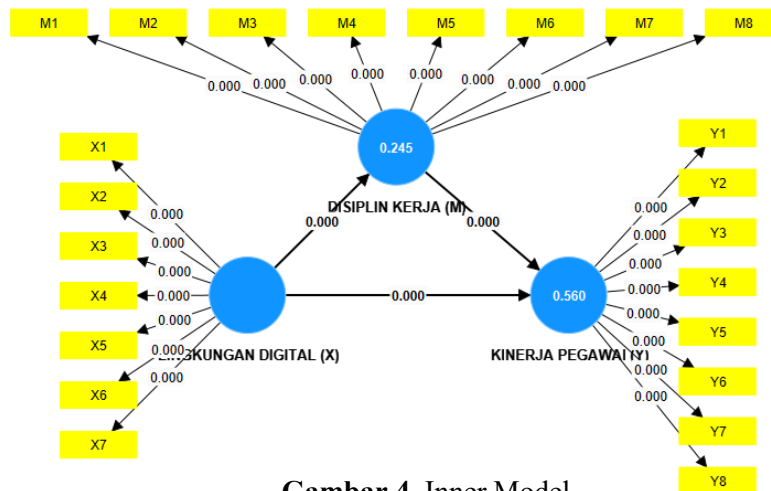 M1 M2 M3 M4 M5 M6 M7 M8
0.000 0.000 0.000 0.000 0.000 0.000 0.000 0.000
0.245
DISIPLIN KERJA (M)
X1
X2
X3
X4
X5
X6
X7
0.000
0.000
0.000
0.000
0.000
0.000
0.000
LINGKUNGAN DIGITAL (X)
0.000
0.000
0.000
0.560
KINERJA PEGAWAI (Y)
0.000
0.000
0.000
0.000
0.000
0.000
0.000
0.000
Y1
Y2
Y3
Y4
Y5
Y6
Y7
Y8
Gambar 4. Inner Model